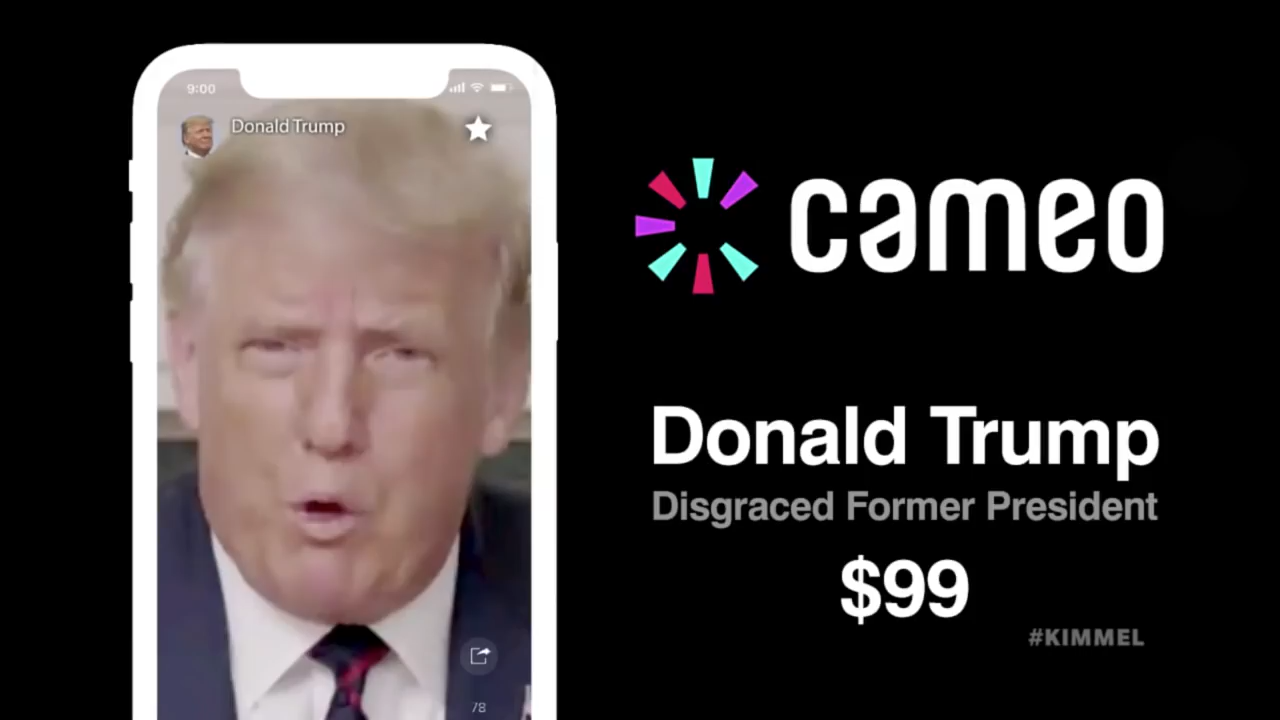 9:00
Donald Trump
cameo
Donald Trump
Disgraced Former President
$99
#KIMMEL
78